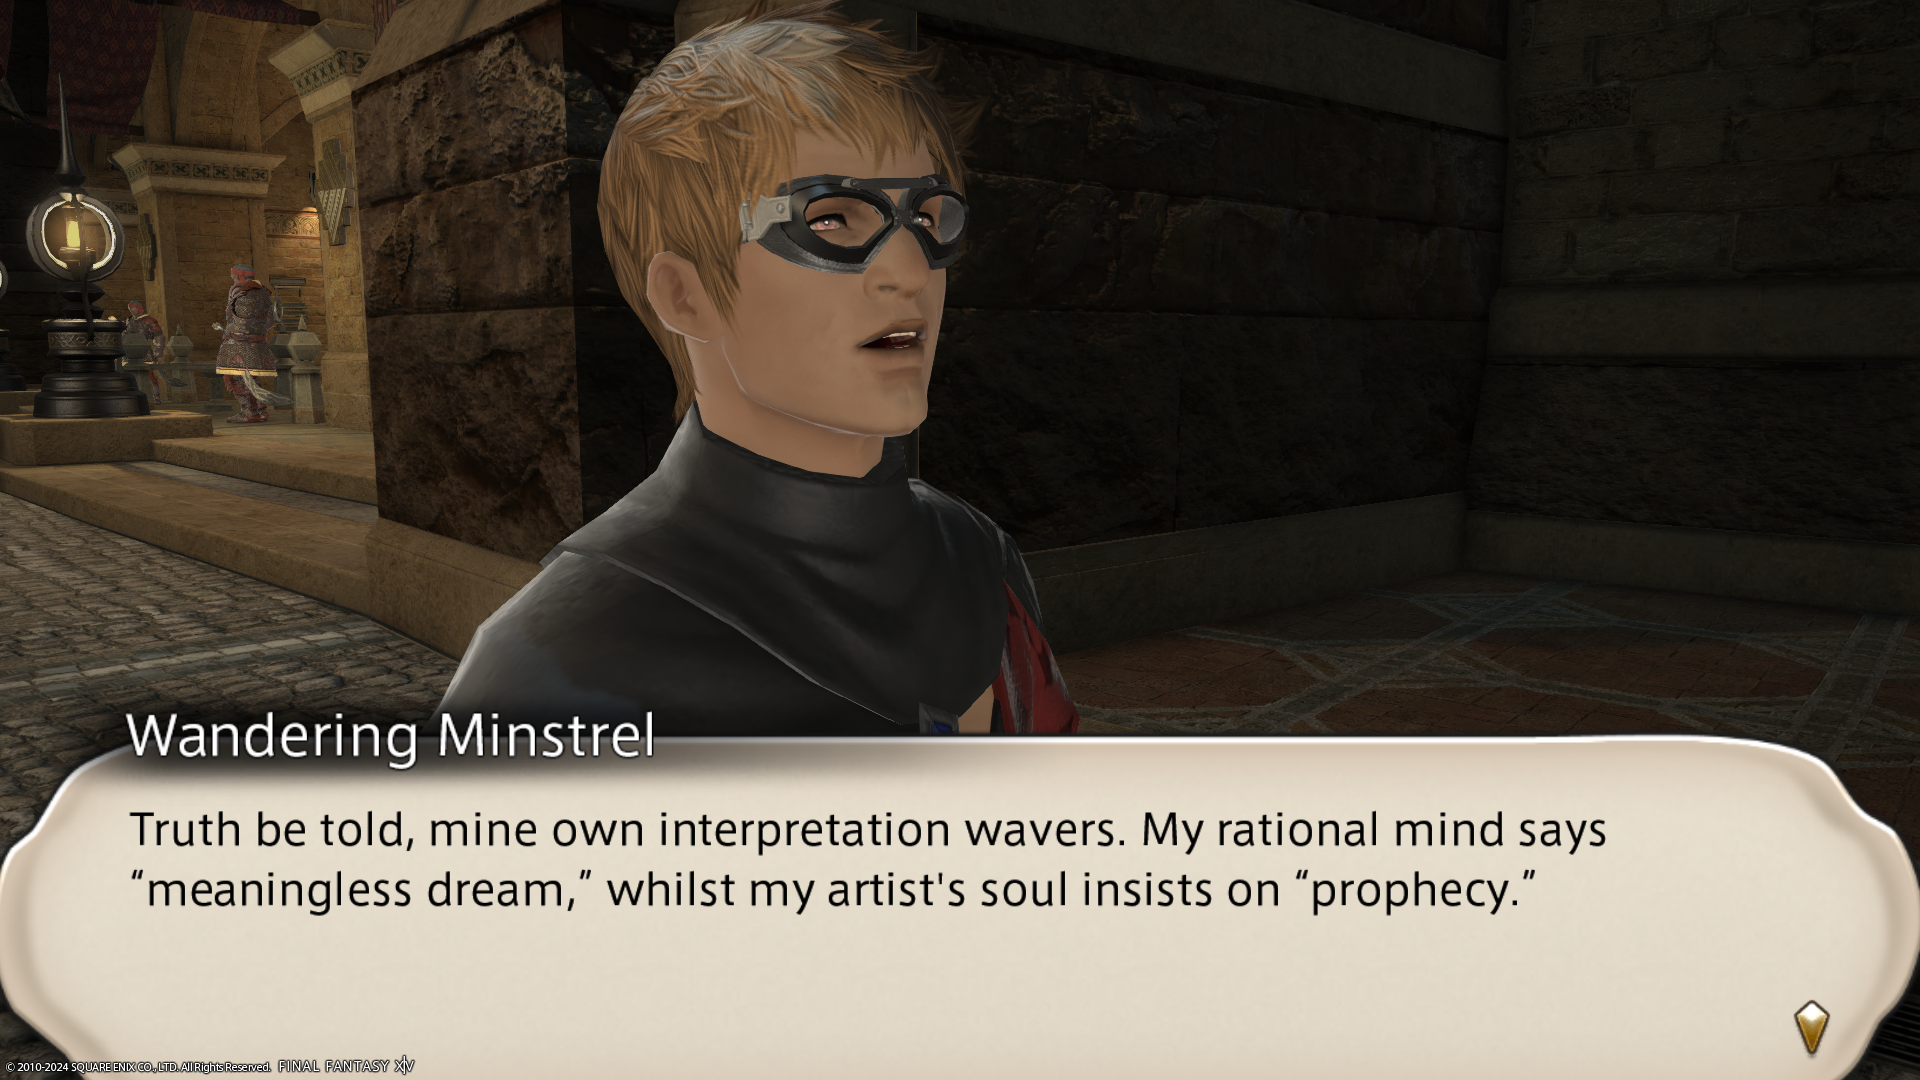 Wandering Minstrel
Truth be told, mine own interpretation wavers. My rational mind says
“meaningless dream,” whilst my artist's soul insists on “prophecy.”
© 2010-2024 SQUARE ENIX CO., LTD. All Rights Reserved. FINAL FANTASY XIV